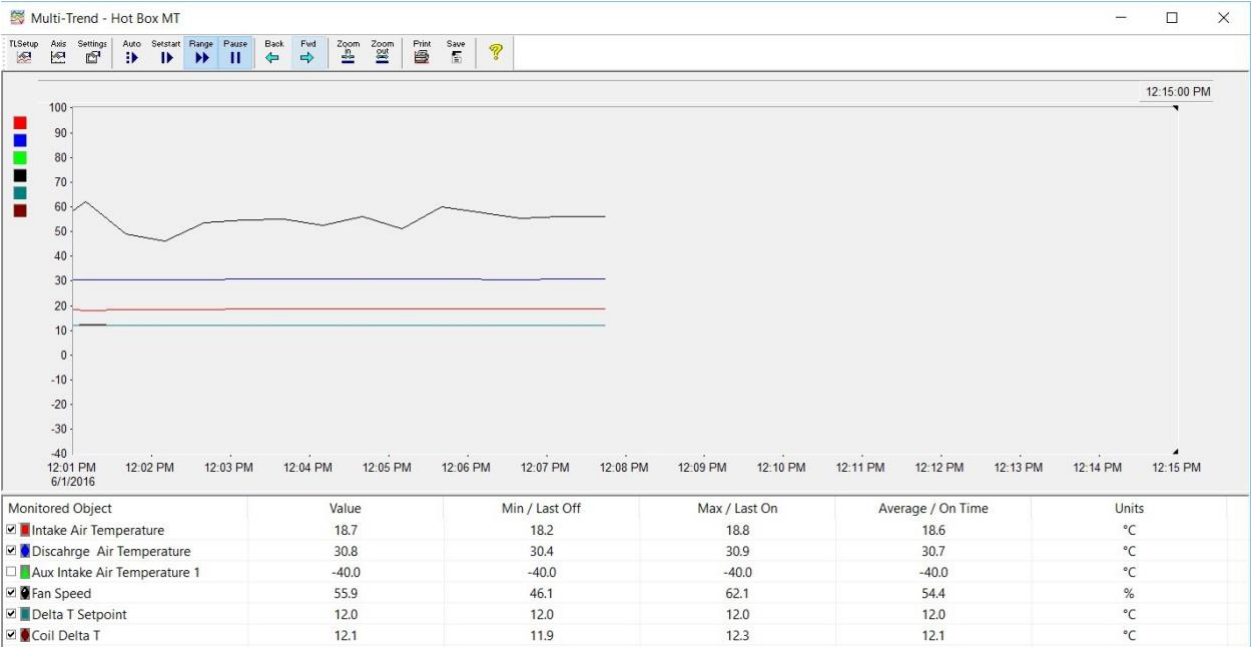 Multi-Trend - Hot Box MT
TLSetup Axis Settings Auto Setstart Range Pause Back Fwd Zoom in Zoom out Print Save
12:15:00 PM
100
90
80
70
60
50
40
30
20
10
0
-10
-20
-30
-40
12:01 PM 12:02 PM 12:03 PM 12:04 PM 12:05 PM 12:06 PM 12:07 PM 12:08 PM 12:09 PM 12:10 PM 12:11 PM 12:12 PM 12:13 PM 12:14 PM 12:15 PM
6/1/2016
Monitored Object Value Min / Last Off Max / Last On Average / On Time Units
Intake Air Temperature 18.7 18.2 18.8 18.6 °C
Discahrge Air Temperature 30.8 30.4 30.9 30.7 °C
Aux Intake Air Temperature 1 -40.0 -40.0 -40.0 -40.0 °C
Fan Speed 55.9 46.1 62.1 54.4 %
Delta T Setpoint 12.0 12.0 12.0 12.0 °C
Coil Delta T 12.1 11.9 12.3 12.1 °C